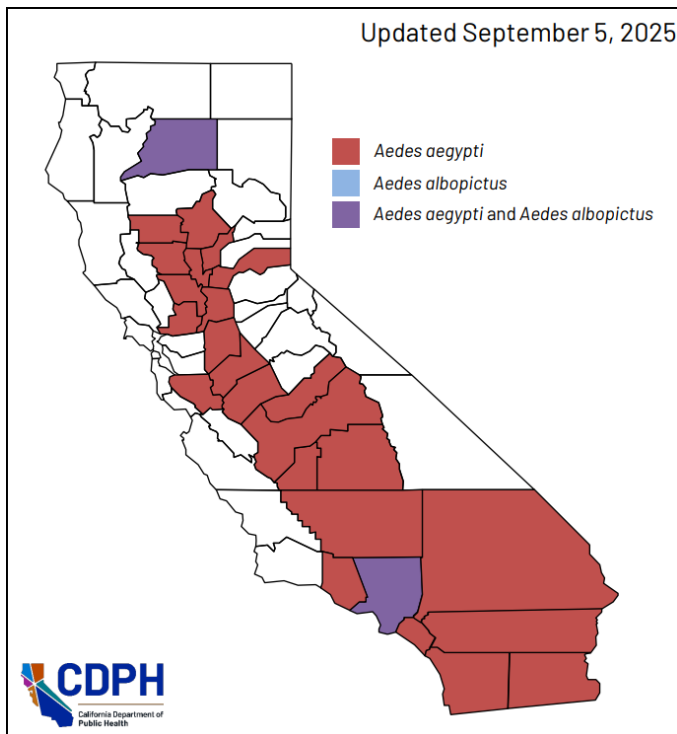 Updated September 5, 2025
Aedes aegypti
Aedes albopictus
Aedes aegypti and Aedes albopictus
CDPH
California Department of
Public Health